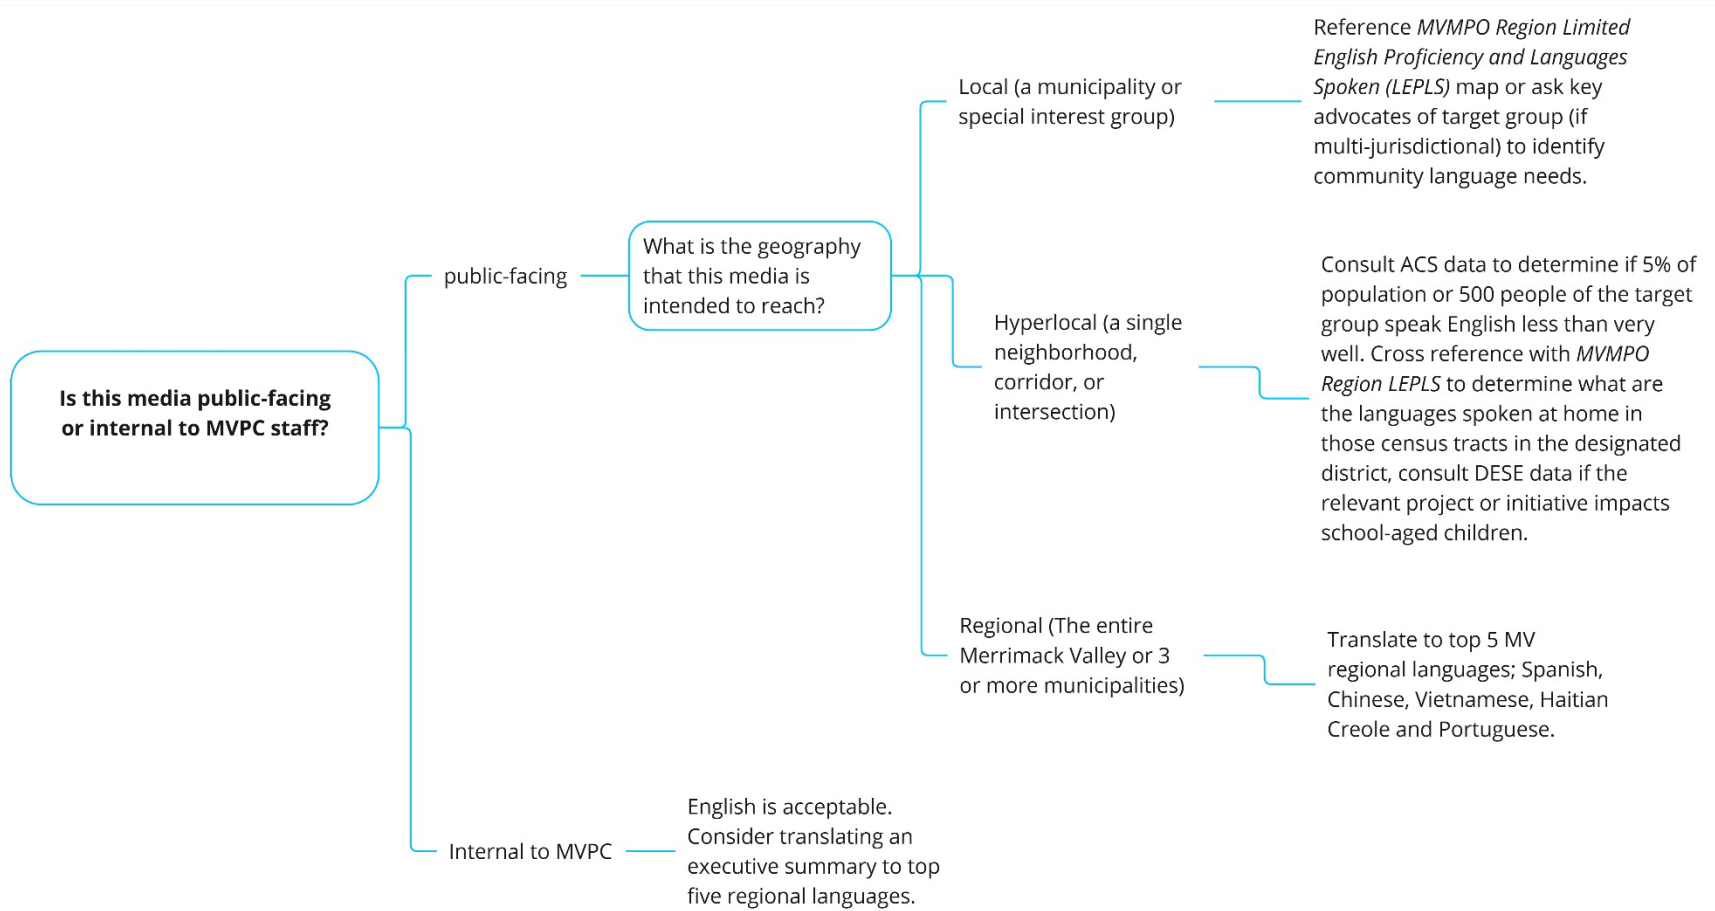 Is this media public-facing
or internal to MVPC staff?
public-facing
What is the geography
that this media is
intended to reach?
Local (a municipality or
special interest group)
Reference MVMPO Region Limited
English Proficiency and Languages
Spoken (LEPLS) map or ask key
advocates of target group (if
multi-jurisdictional) to identify
community language needs.
Hyperlocal (a single
neighborhood,
corridor, or
intersection)
Consult ACS data to determine if 5% of
population or 500 people of the target
group speak English less than very
well. Cross reference with MVMPO
Region LEPLS to determine what are
the languages spoken at home in
those census tracts in the designated
district, consult DESE data if the
relevant project or initiative impacts
school-aged children.
Regional (The entire
Merrimack Valley or 3
or more municipalities)
Translate to top 5 MV
regional languages; Spanish,
Chinese, Vietnamese, Haitian
Creole and Portuguese.
Internal to MVPC
English is acceptable.
Consider translating an
executive summary to top
five regional languages.